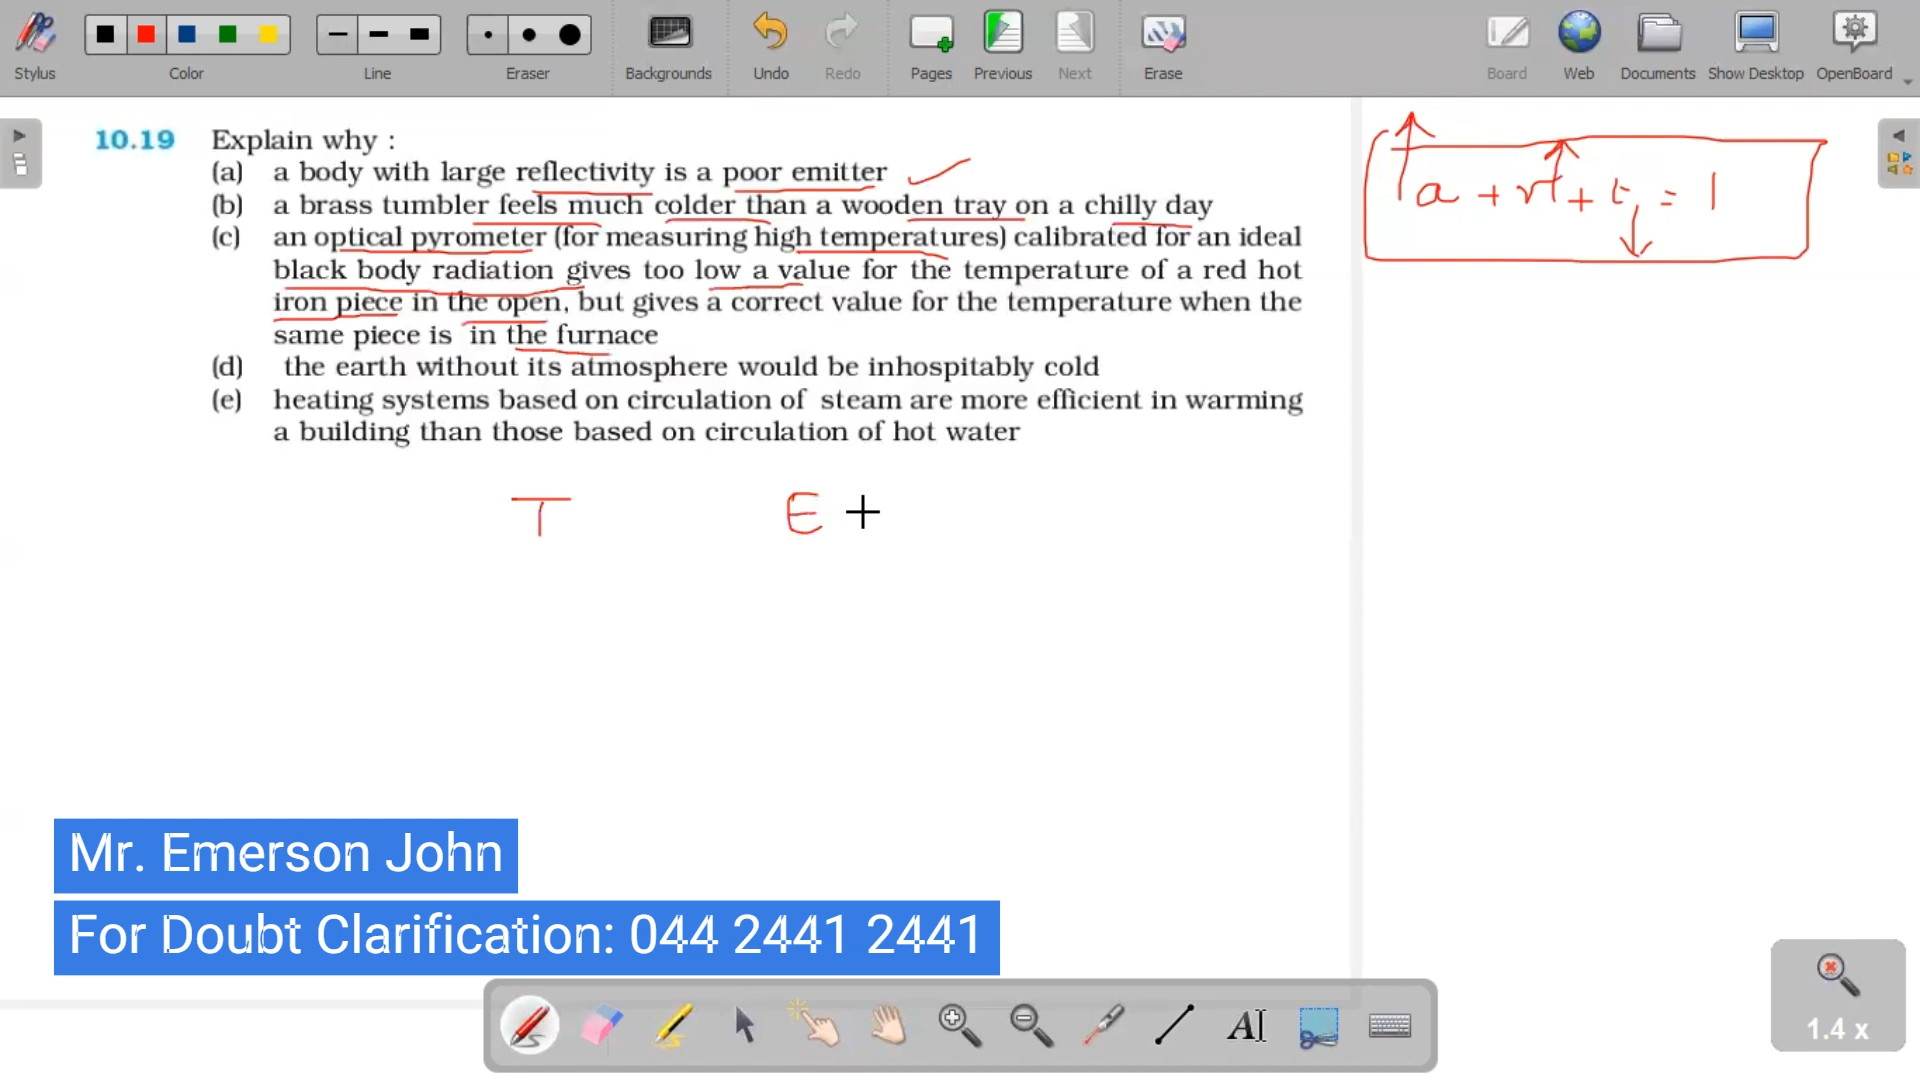 Stylus
Color
Line
Eraser
Backgrounds
Undo
Redo
Pages
Previous
Next
Erase
Board
Web
Documents
Show Desktop
OpenBoard
10.19 Explain why :
(a) a body with large reflectivity is a poor emitter
(b) a brass tumbler feels much colder than a wooden tray on a chilly day
(c) an optical pyrometer (for measuring high temperatures) calibrated for an ideal
black body radiation gives too low a value for the temperature of a red hot
iron piece in the open, but gives a correct value for the temperature when the
same piece is in the furnace
(d) the earth without its atmosphere would be inhospitably cold
(e) heating systems based on circulation of steam are more efficient in warming
a building than those based on circulation of hot water
a + r + t = 1
T E
Mr. Emerson John
For Doubt Clarification: 044 2441 2441
1.4 x